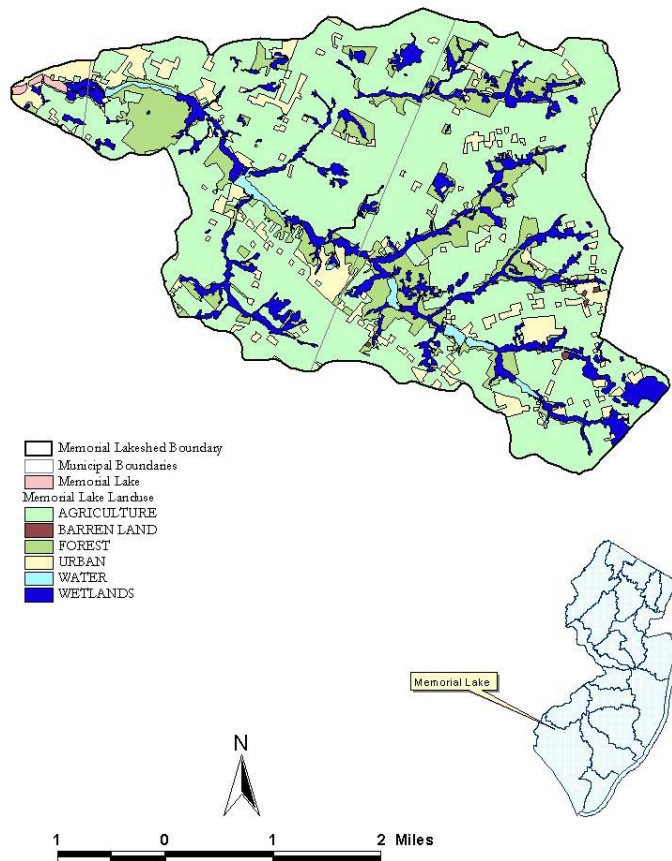 Memorial Lakeshed Boundary
Municipal Boundaries
Memorial Lake
Memorial Lake Landuse
AGRICULTURE
BARREN LAND
FOREST
URBAN
WATER
WETLANDS
Memorial Lake
N
1 0 1 2 Miles